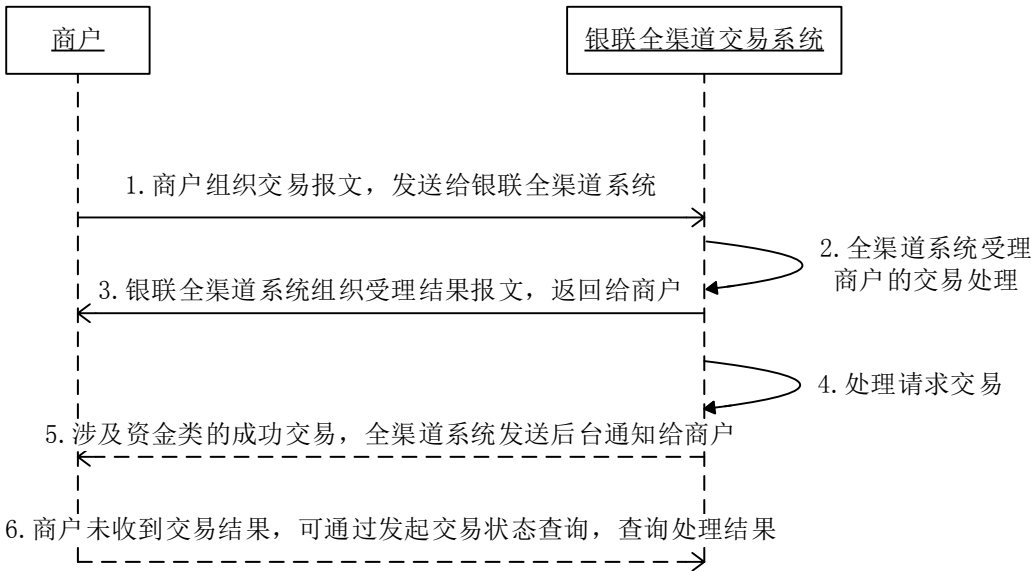 商户
银联全渠道交易系统
1.商户组织交易报文，发送给银联全渠道系统
2.全渠道系统受理
商户的交易处理
3.银联全渠道系统组织受理结果报文，返回给商户
4.处理请求交易
5.涉及资金类的成功交易，全渠道系统发送后台通知给商户
6.商户未收到交易结果，可通过发起交易状态查询，查询处理结果